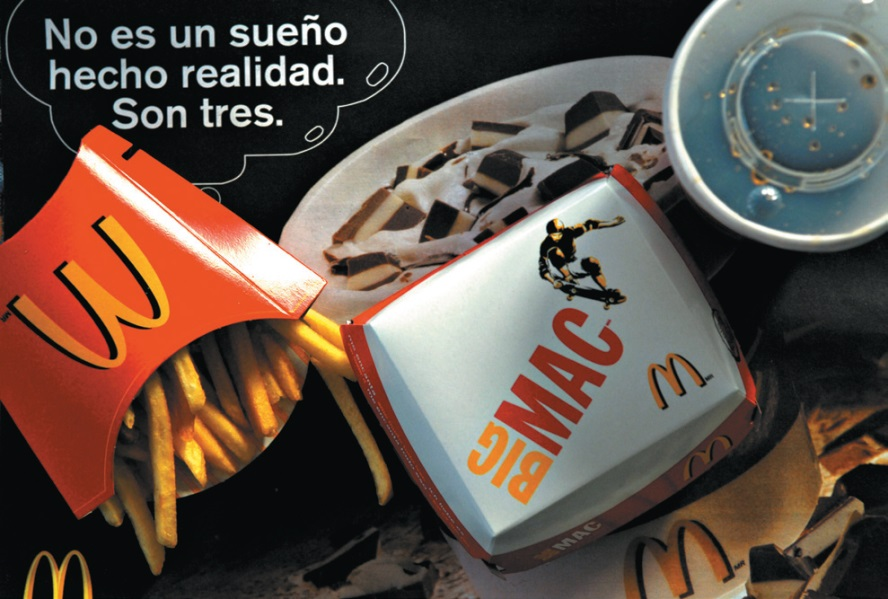 No es un sueño
hecho realidad.
Son tres.
BIG
MAC
MAC